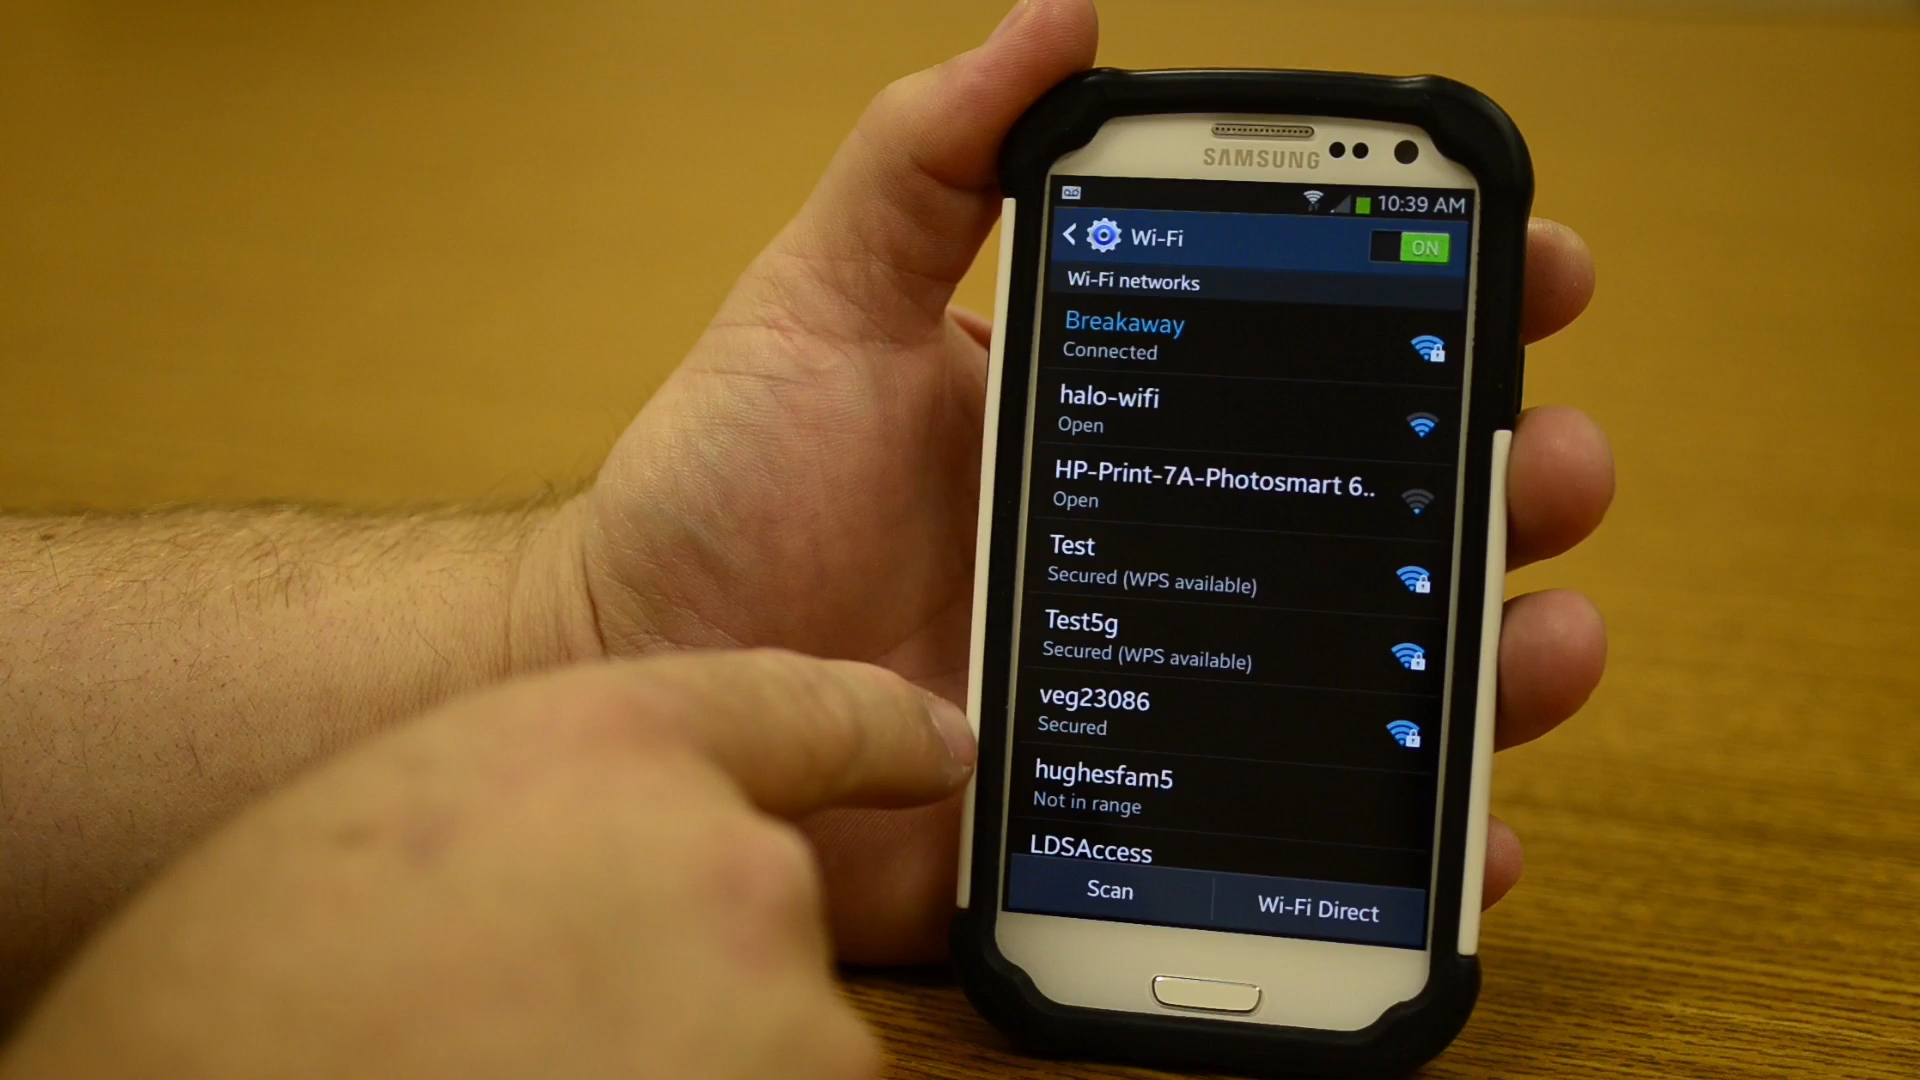 SAMSUNG
10:39 AM
Wi-Fi
ON
Wi-Fi networks
Breakaway
Connected
halo-wifi
Open
HP-Print-7A-Photosmart 6..
Open
Test
Secured (WPS available)
Test5g
Secured (WPS available)
veg23086
Secured
hughesfam5
Not in range
LDSAccess
Scan
Wi-Fi Direct